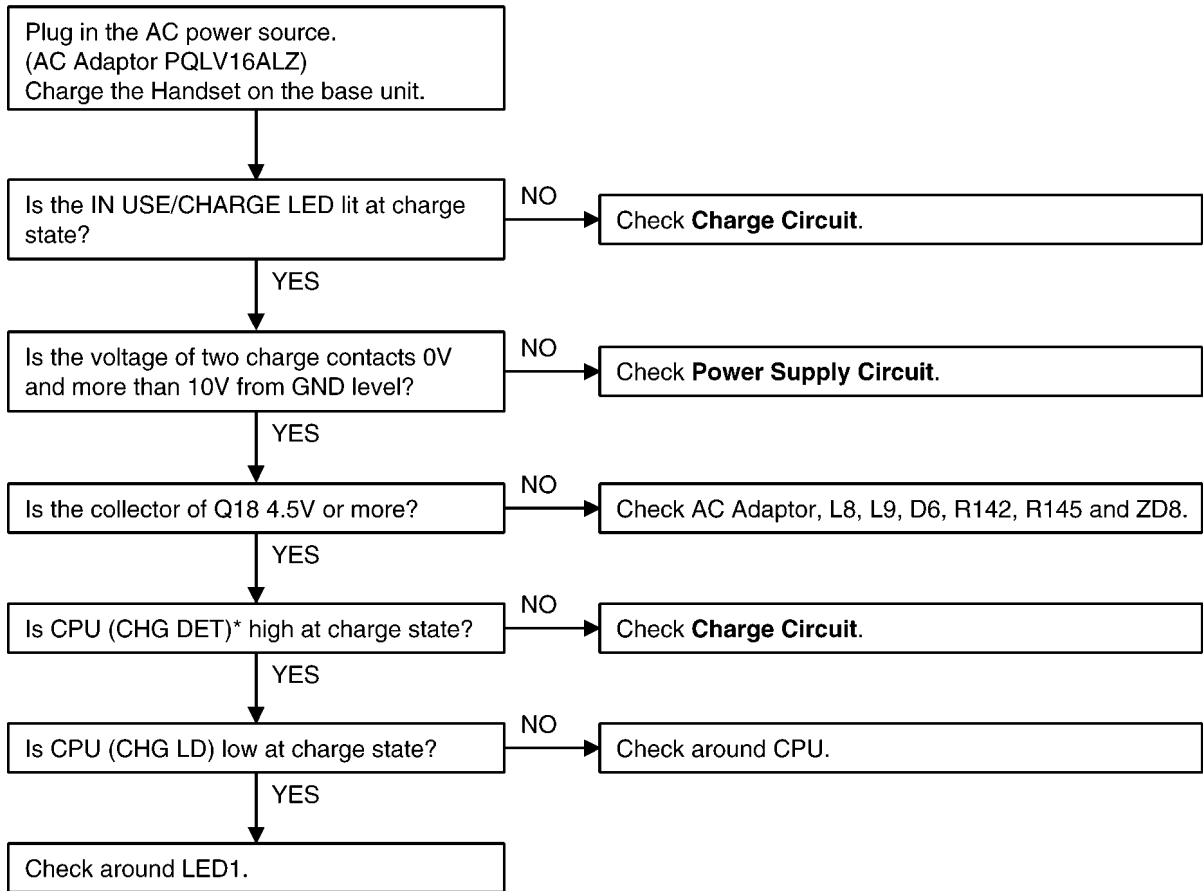 Plug in the AC power source.
(AC Adaptor PQLV16ALZ)
Charge the Handset on the base unit.
Is the IN USE/CHARGE LED lit at charge
state?
NO
Check Charge Circuit.
YES
Is the voltage of two charge contacts 0V
and more than 10V from GND level?
NO
Check Power Supply Circuit.
YES
Is the collector of Q18 4.5V or more?
NO
Check AC Adaptor, L8, L9, D6, R142, R145 and ZD8.
YES
Is CPU (CHG DET)* high at charge state?
NO
Check Charge Circuit.
YES
Is CPU (CHG LD) low at charge state?
NO
Check around CPU.
YES
Check around LED1.